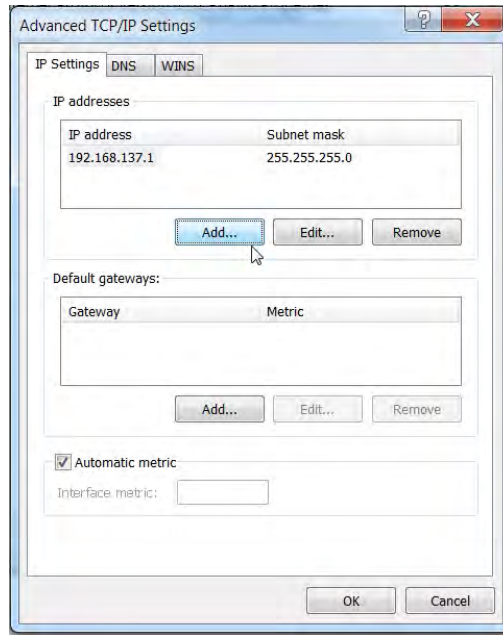 Advanced TCP/IP Settings
IP Settings DNS WINS
IP addresses
IP address Subnet mask
192.168.137.1 255.255.255.0
Add... Edit... Remove
Default gateways:
Gateway Metric
Add... Edit... Remove
Automatic metric
Interface metric:
OK Cancel